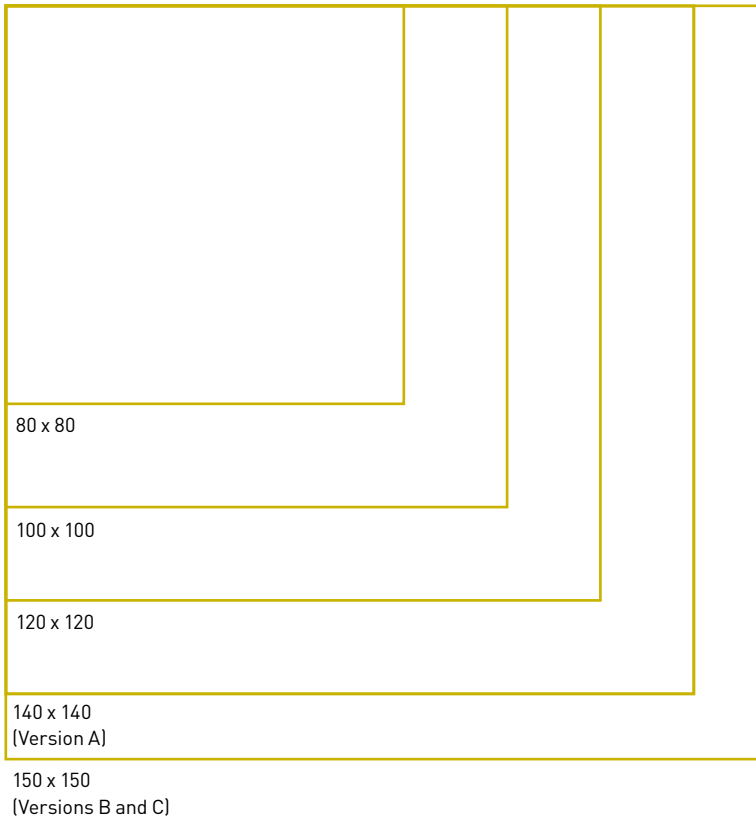 80 x 80
100 x 100
120 x 120
140 x 140
(Version A)
150 x 150
(Versions B and C)